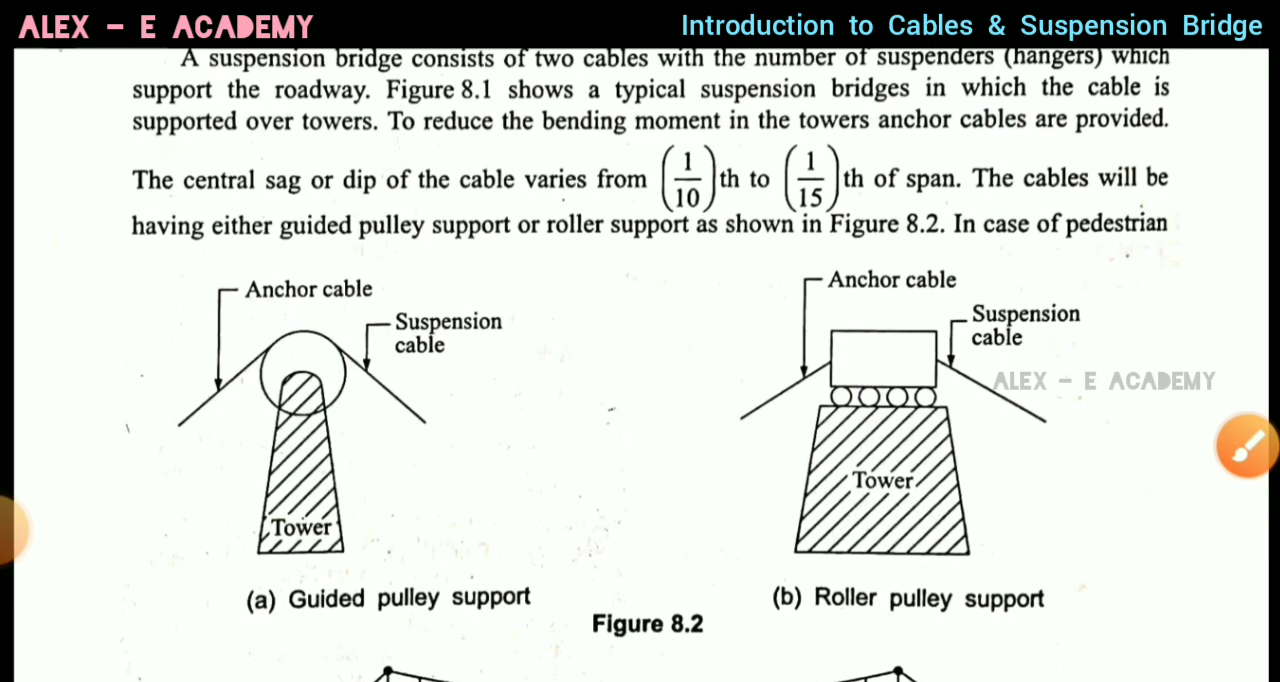 ALEX – E ACADEMY
Introduction to Cables & Suspension Bridge
A suspension bridge consists of two cables with the number of suspenders (hangers) which
support the roadway. Figure 8.1 shows a typical suspension bridges in which the cable is
supported over towers. To reduce the bending moment in the towers anchor cables are provided.
The central sag or dip of the cable varies from (1/10)th to (1/15)th of span. The cables will be
having either guided pulley support or roller support as shown in Figure 8.2. In case of pedestrian
Anchor cable
Suspension
cable
Tower
(a) Guided pulley support
Anchor cable
Suspension
cable
ALEX – E ACADEMY
Tower
(b) Roller pulley support
Figure 8.2